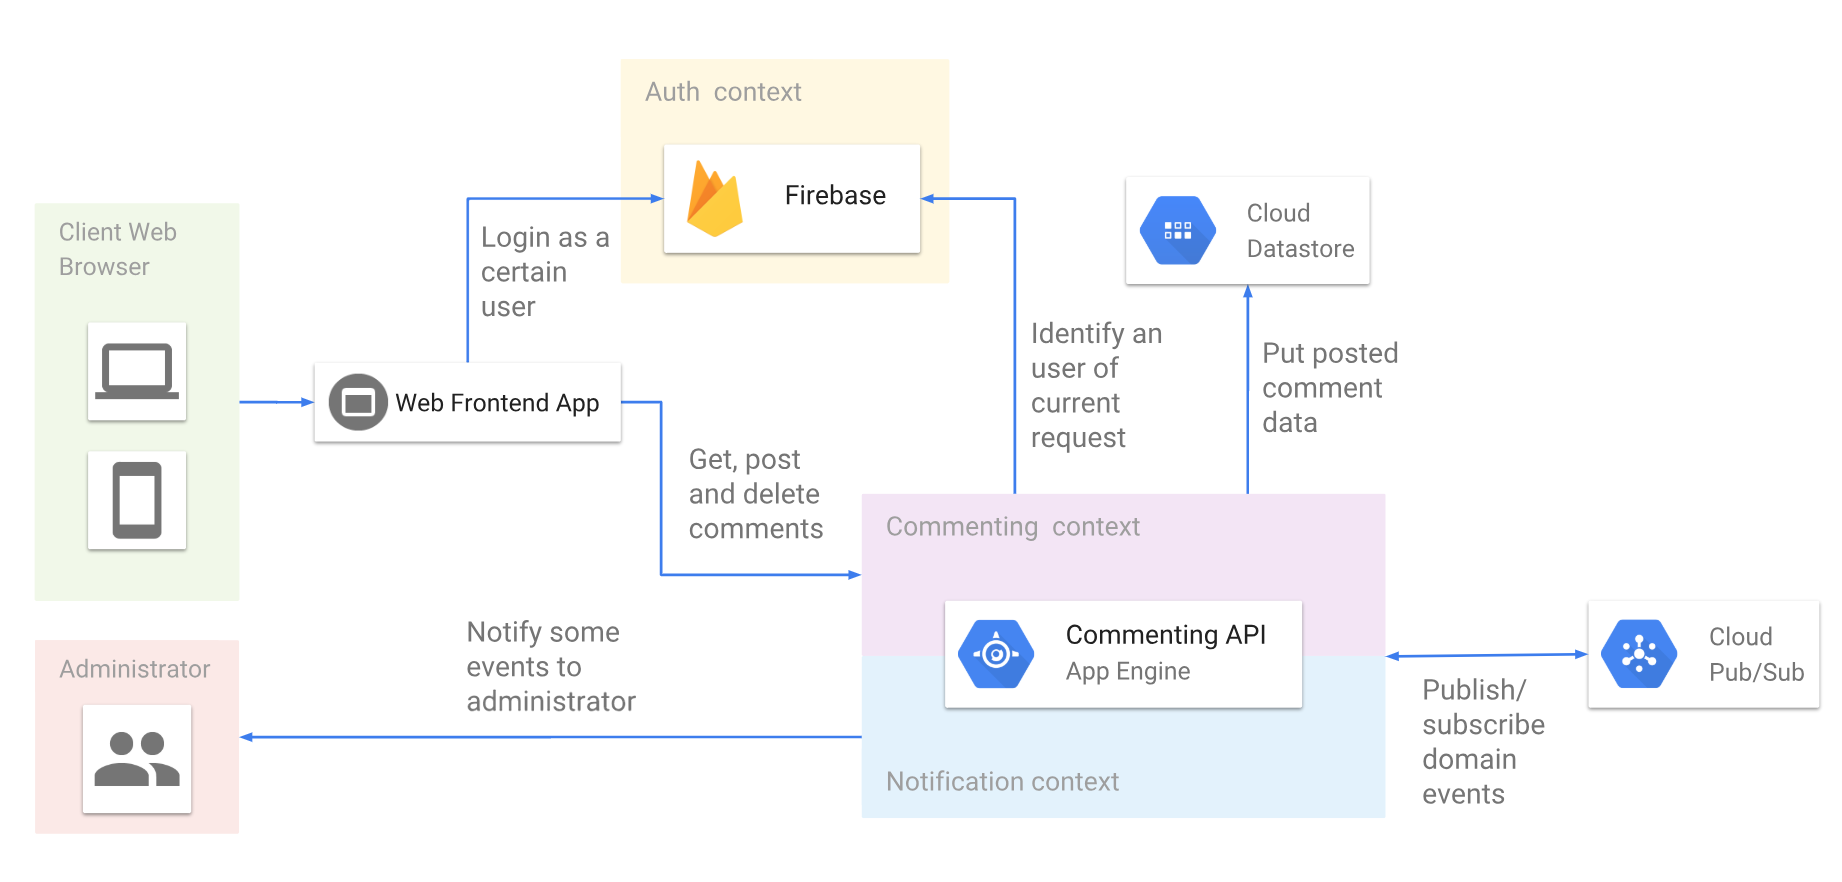 Auth context
Firebase
Client Web
Browser
Login as a
certain
user
Cloud
Datastore
Identify an
user of
current
request
Put posted
comment
data
Web Frontend App
Get, post
and delete
comments
Commenting context
Commenting API
App Engine
Notification context
Notify some
events to
administrator
Administrator
Cloud
Pub/Sub
Publish/
subscribe
domain
events